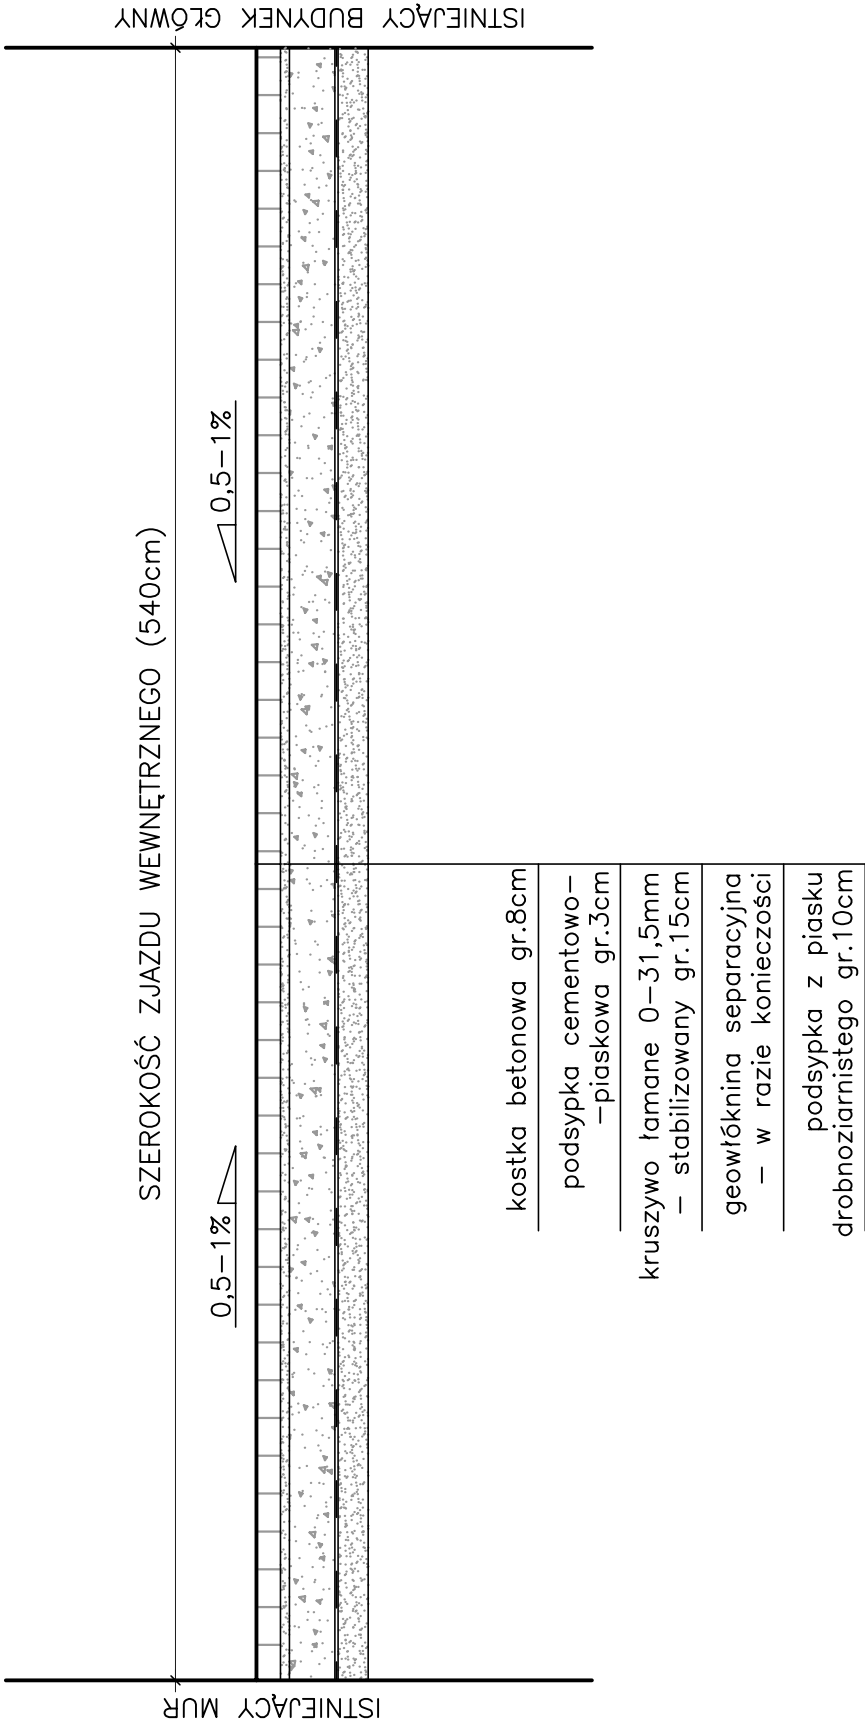 ISTNIEJĄCY BUDYNEK GŁÓWNY
SZEROKOŚĆ ZJAZDU WEWNĘTRZNEGO (540cm)
0,5-1%
0,5-1%
kostka betonowa gr.8cm
podsypka cementowo-
-piaskowa gr.3cm
kruszywo łamane 0-31,5mm
- stabilizowany gr.15cm
geowłóknina separacyjna
- w razie konieczości
podsypka z piasku
drobnoziarnistego gr.10cm
ISTNIEJĄCY MUR